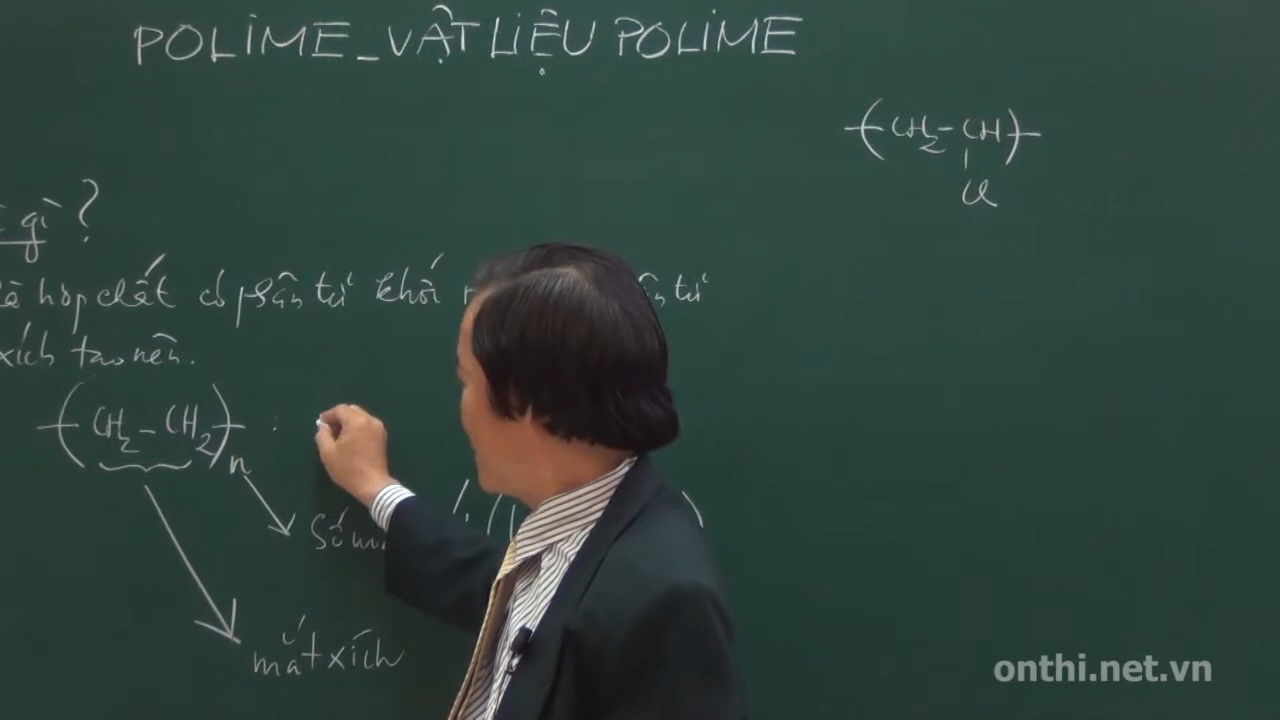 POLIME_VẬT LIỆU POLIME
-(CH2-CH)-
Cl
gì?
là hợp chất có phân tử khối
xích tạo nên.
-(CH2-CH2)-n :
Số
mắt xích
onthi.net.vn